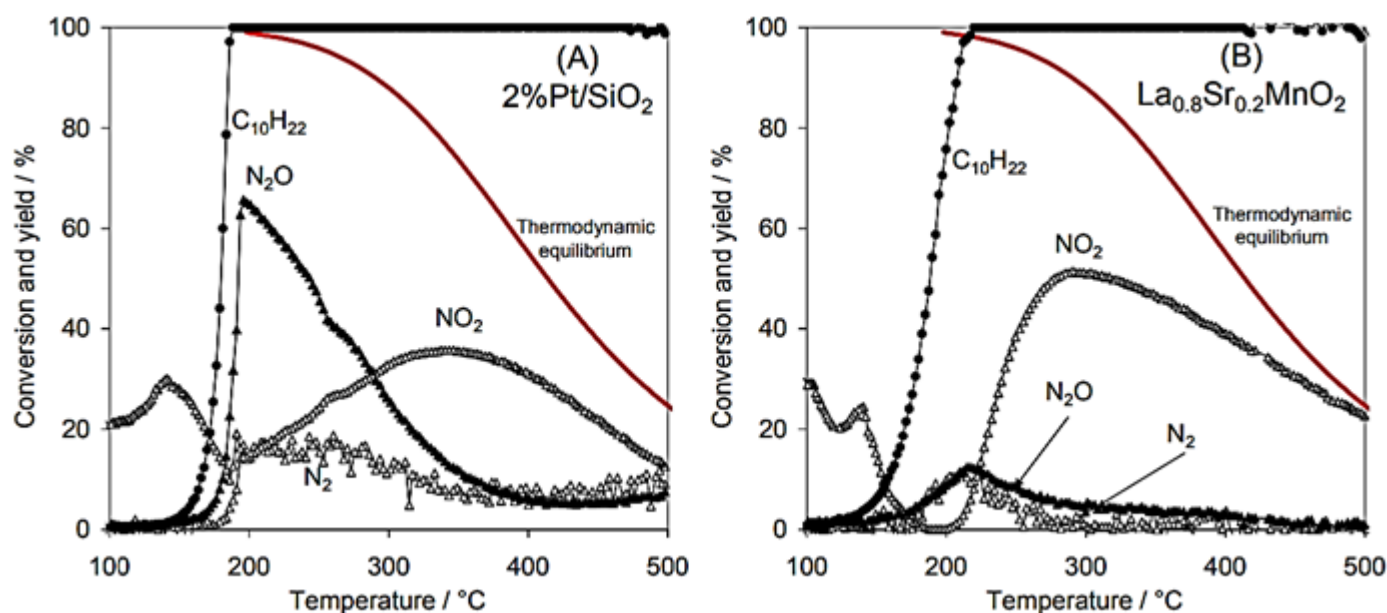 Conversion and yield / %
100
80
60
40
20
0
(A)
2%Pt/SiO₂
C₁₀H₂₂
N₂O
Thermodynamic
equilibrium
NO₂
N₂
100
200
300
400
500
Temperature / °C
Conversion and yield / %
100
80
60
40
20
0
(B)
La₀.₈Sr₀.₂MnO₂
C₁₀H₂₂
Thermodynamic
equilibrium
NO₂
N₂O
N₂
100
200
300
400
500
Temperature / °C